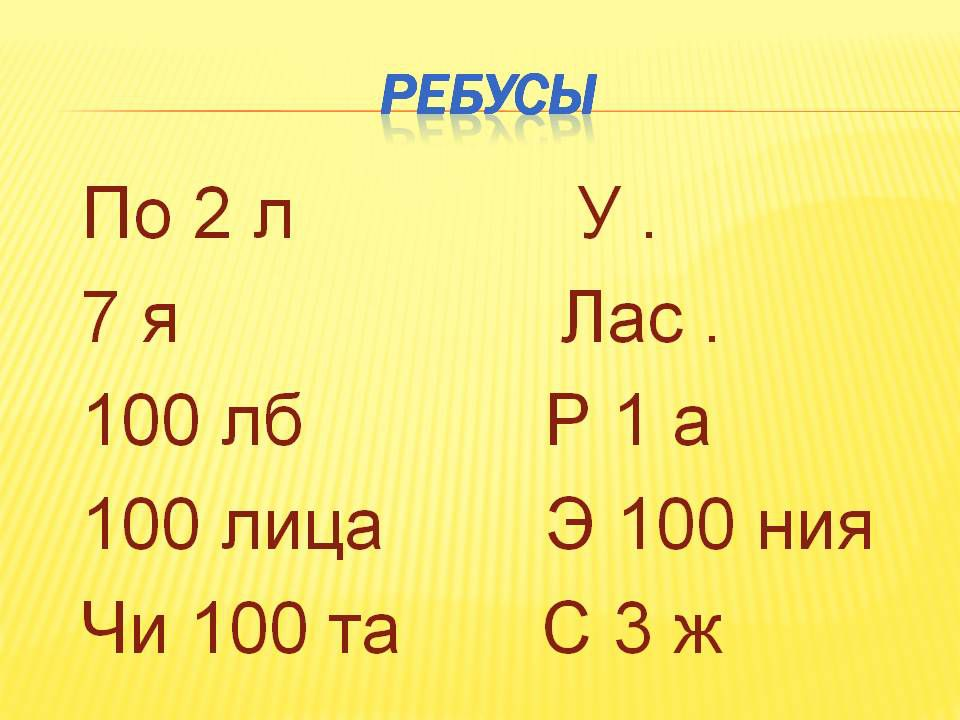 РЕБУСЫ
По 2 л У .
7 я Лас .
100 лб Р 1 а
100 лица Э 100 ния
Чи 100 та С 3 ж